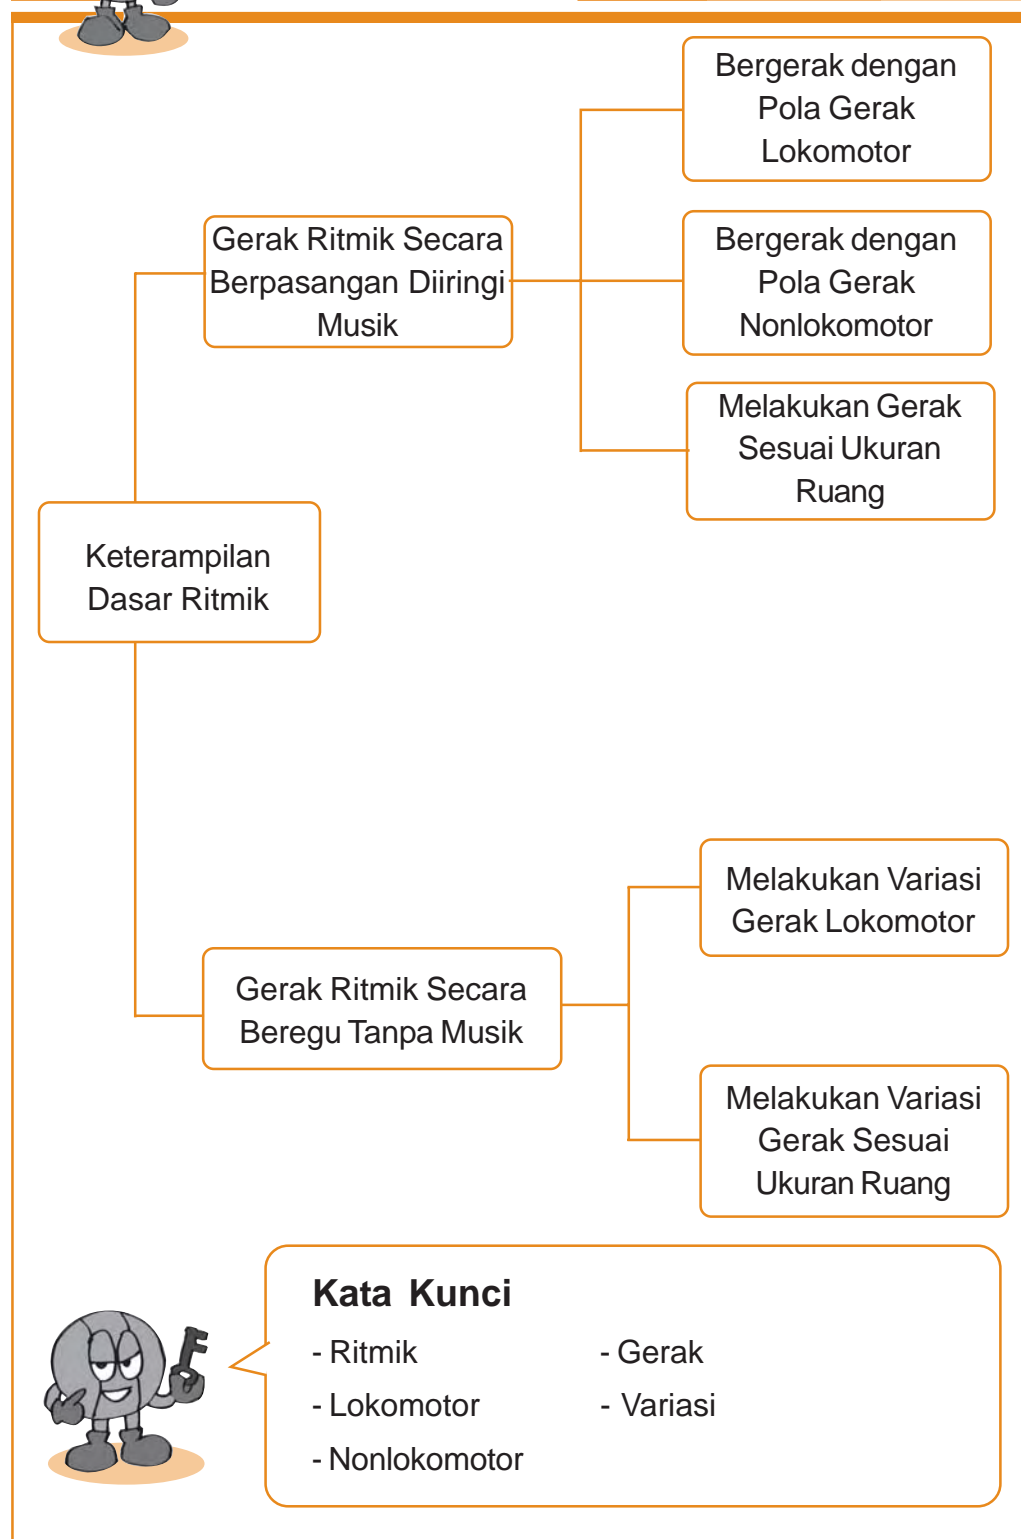 Bergerak dengan
Pola Gerak
Lokomotor
Gerak Ritmik Secara
Berpasangan Diiringi
Musik
Bergerak dengan
Pola Gerak
Nonlokomotor
Melakukan Gerak
Sesuai Ukuran
Ruang
Keterampilan
Dasar Ritmik
Melakukan Variasi
Gerak Lokomotor
Gerak Ritmik Secara
Beregu Tanpa Musik
Melakukan Variasi
Gerak Sesuai
Ukuran Ruang
Kata Kunci
- Ritmik
- Lokomotor
- Nonlokomotor
- Gerak
- Variasi